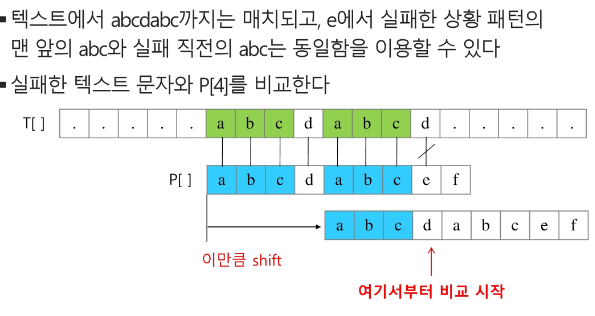 ▪ 텍스트에서 abcdabc까지는 매치되고, e에서 실패한 상황 패턴의
맨 앞의 abc와 실패 직전의 abc는 동일함을 이용할 수 있다
▪ 실패한 텍스트 문자와 P[4]를 비교한다
T[ ] . . . . . a b c d a b c d . . . . .
P[ ] a b c d a b c e f
a b c d a b c e f
이만큼 shift
여기서부터 비교 시작